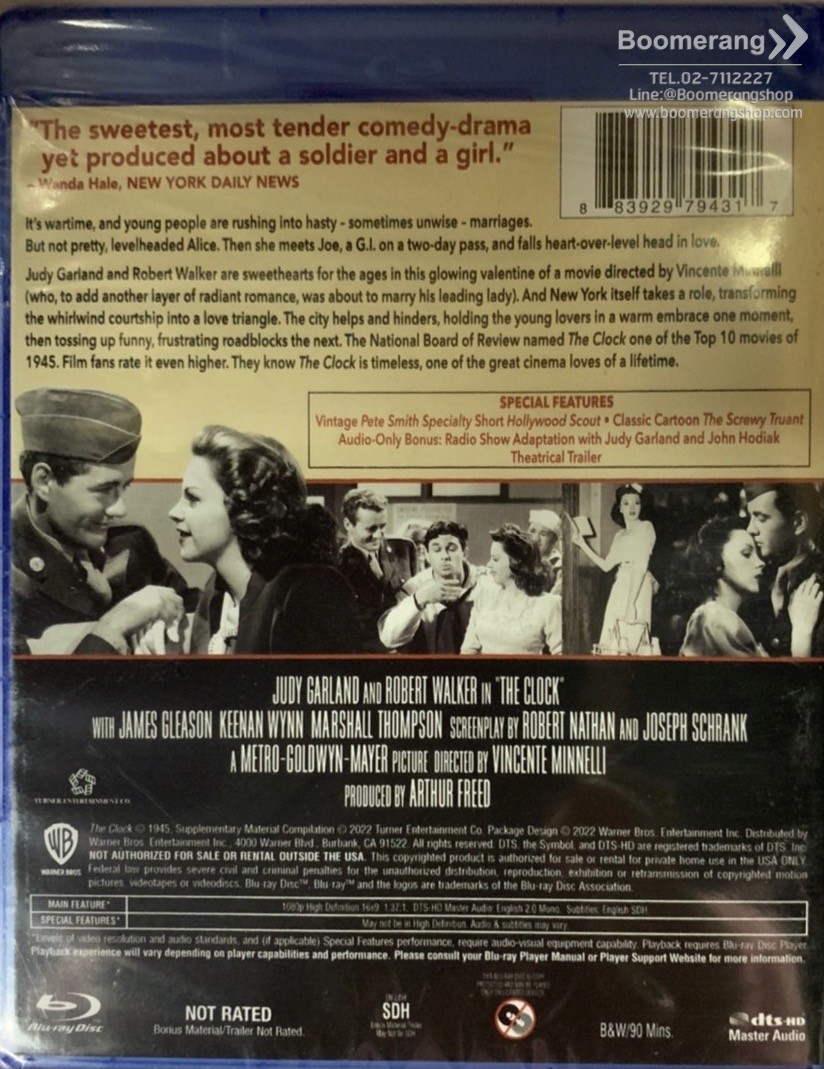 Boomerang
TEL.02-7112227
Line:@Boomerangshop
www.boomerangshop.com
"The sweetest, most tender comedy-drama
yet produced about a soldier and a girl."
– Wanda Hale, NEW YORK DAILY NEWS
8 83929 79431 7
It's wartime, and young people are rushing into hasty – sometimes unwise – marriages.
But not pretty, levelheaded Alice. Then she meets Joe, a G.I. on a two-day pass, and falls heart-over-level head in love.
Judy Garland and Robert Walker are sweethearts for the ages in this glowing valentine of a movie directed by Vincente Minnelli
(who, to add another layer of radiant romance, was about to marry his leading lady). And New York itself takes a role, transforming
the whirlwind courtship into a love triangle. The city helps and hinders, holding the young lovers in a warm embrace one moment,
then tossing up funny, frustrating roadblocks the next. The National Board of Review named The Clock one of the Top 10 movies of
1945. Film fans rate it even higher. They know The Clock is timeless, one of the great cinema loves of a lifetime.
SPECIAL FEATURES
Vintage Pete Smith Specialty Short Hollywood Scout • Classic Cartoon The Screwy Truant
Audio-Only Bonus: Radio Show Adaptation with Judy Garland and John Hodiak
Theatrical Trailer
JUDY GARLAND AND ROBERT WALKER IN "THE CLOCK"
WITH JAMES GLEASON KEENAN WYNN MARSHALL THOMPSON SCREENPLAY BY ROBERT NATHAN AND JOSEPH SCHRANK
A METRO-GOLDWYN-MAYER PICTURE DIRECTED BY VINCENTE MINNELLI
PRODUCED BY ARTHUR FREED
TURNER ENTERTAINMENT CO.
WB
WARNER BROS
The Clock © 1945, Supplementary Material Compilation © 2022 Turner Entertainment Co. Package Design © 2022 Warner Bros. Entertainment Inc. Distributed by
Warner Bros. Entertainment Inc., 4000 Warner Blvd., Burbank, CA 91522. All rights reserved. DTS, the Symbol, and DTS-HD are registered trademarks of DTS, Inc.
NOT AUTHORIZED FOR SALE OR RENTAL OUTSIDE THE USA. This copyrighted product is authorized for sale or rental for private home use in the USA ONLY.
Federal law provides severe civil and criminal penalties for the unauthorized distribution, reproduction, exhibition or retransmission of copyrighted motion
pictures, videotapes or videodiscs. Blu-ray Disc™, Blu-ray™ and the logos are trademarks of the Blu-ray Disc Association.
MAIN FEATURE* 1080p High Definition 16x9 1.37:1 DTS-HD Master Audio: English 2.0 Mono. Subtitles: English SDH
SPECIAL FEATURES* May not be in High Definition. Audio & subtitles may vary.
*Levels of video resolution and audio standards, and (if applicable) Special Features performance, require audio-visual equipment capability. Playback requires Blu-ray Disc Player.
Playback experience will vary depending on player capabilities and performance. Please consult your Blu-ray Player Manual or Player Support Website for more information.
Blu-ray Disc
NOT RATED
Bonus Material/Trailer Not Rated.
ENGLISH
SDH
Bonus Material/Trailer
May Not be SDH
B&W/90 Mins.
dts-HD
Master Audio